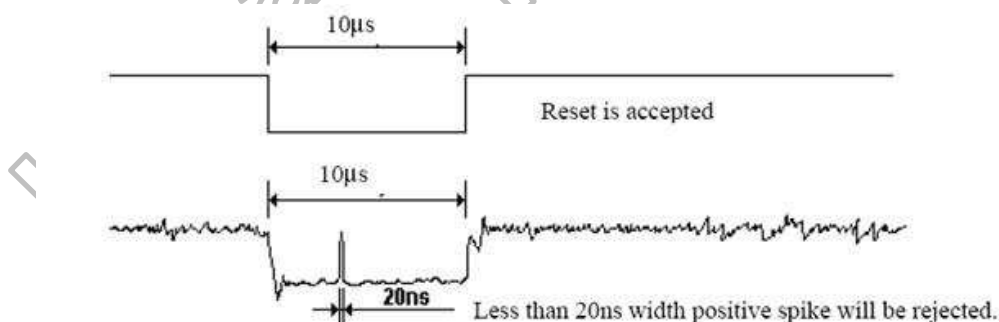 10μs
Reset is accepted
10μs
20ns
Less than 20ns width positive spike will be rejected.